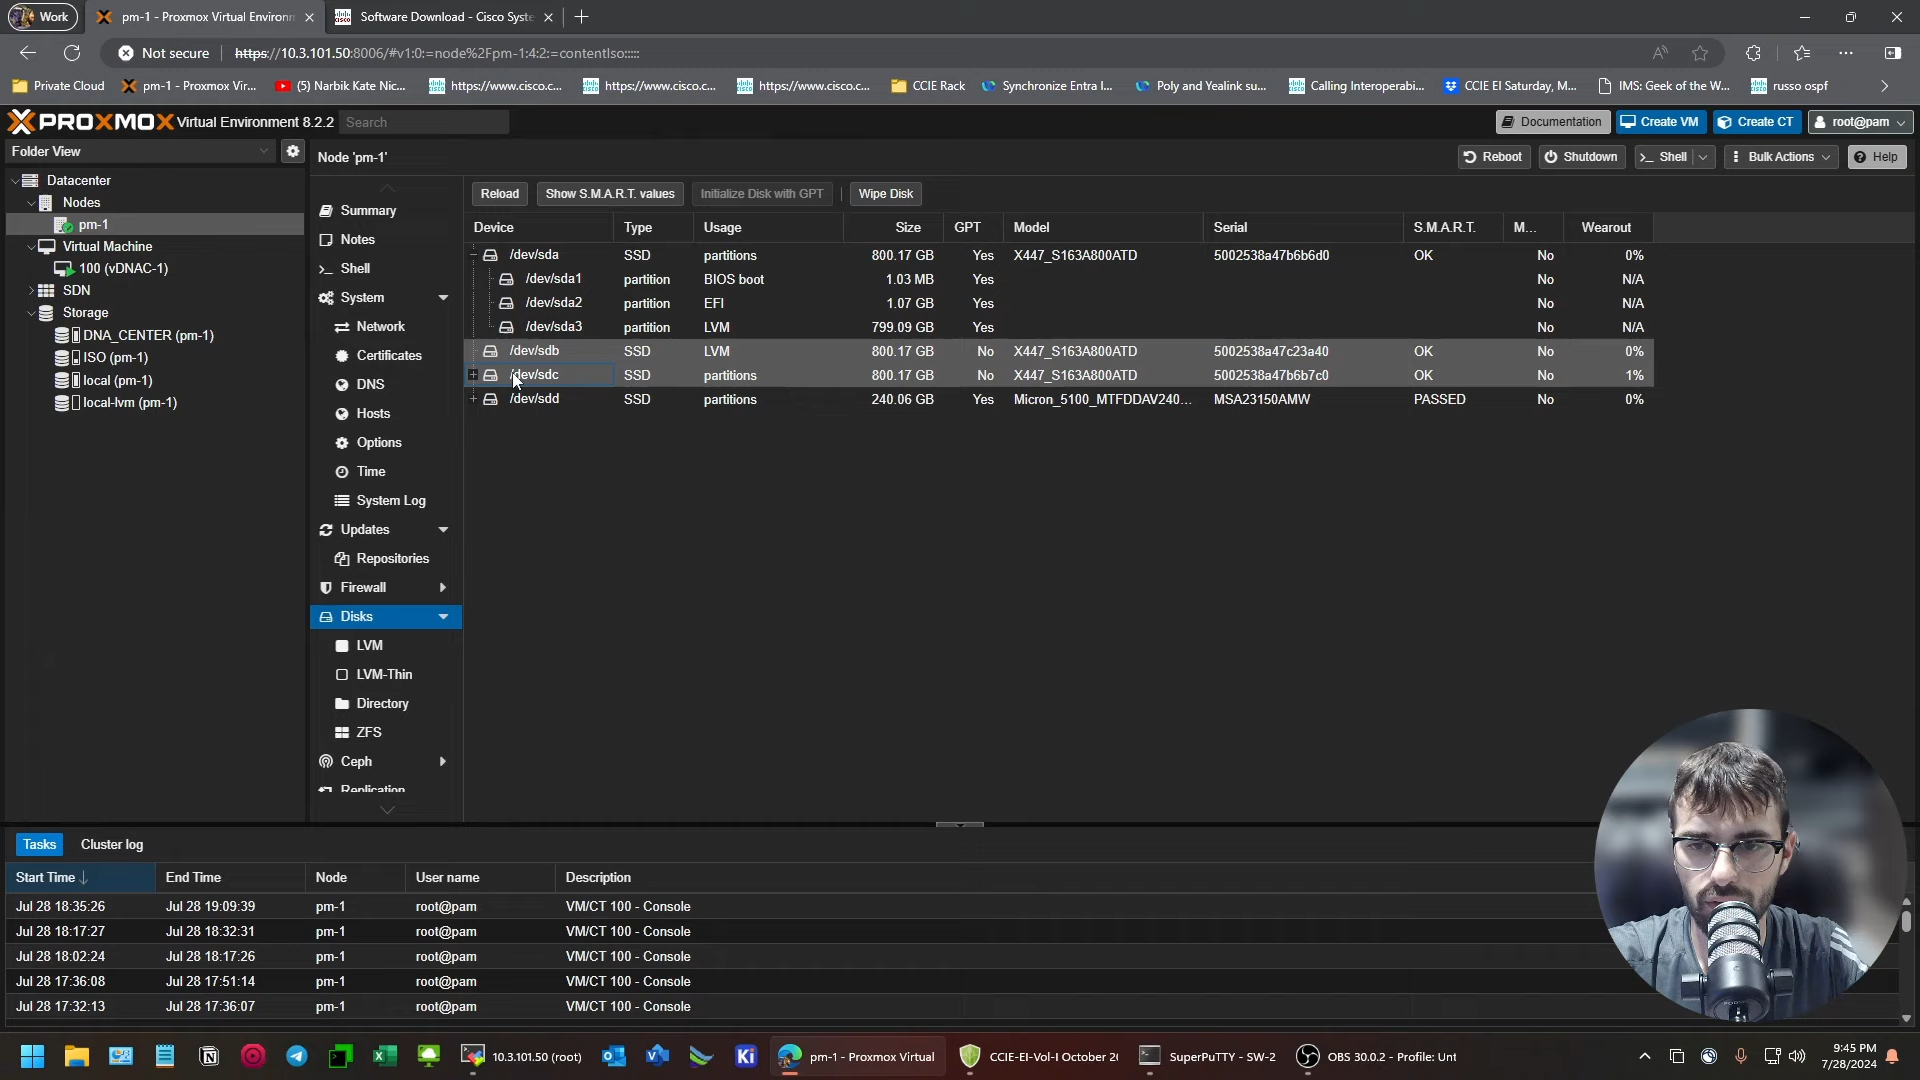 Work
pm-1 - Proxmox Virtual Environm
Software Download - Cisco Syste
Not secure
https://10.3.101.50:8006/#v1:0:=node%2Fpm-1:4:2:=contentIso:::::
Private Cloud
pm-1 - Proxmox Vir...
(5) Narbik Kate Nic...
https://www.cisco.c...
https://www.cisco.c...
https://www.cisco.c...
CCIE Rack
Synchronize Entra I...
Poly and Yealink su...
Calling Interoperabi...
CCIE EI Saturday, M...
IMS: Geek of the W...
russo ospf
PROXMOX Virtual Environment 8.2.2
Search
Documentation
Create VM
Create CT
root@pam
Folder View
Node 'pm-1'
Reboot
Shutdown
Shell
Bulk Actions
Help
Datacenter
Nodes
pm-1
Virtual Machine
100 (vDNAC-1)
SDN
Storage
DNA_CENTER (pm-1)
ISO (pm-1)
local (pm-1)
local-lvm (pm-1)
Summary
Notes
Shell
System
Network
Certificates
DNS
Hosts
Options
Time
System Log
Updates
Repositories
Firewall
Disks
LVM
LVM-Thin
Directory
ZFS
Ceph
Replication
Reload
Show S.M.A.R.T. values
Initialize Disk with GPT
Wipe Disk
Device Type Usage Size GPT Model Serial S.M.A.R.T. M... Wearout
/dev/sda SSD partitions 800.17 GB Yes X447_S163A800ATD 5002538a47b6b6d0 OK No 0%
/dev/sda1 partition BIOS boot 1.03 MB Yes No N/A
/dev/sda2 partition EFI 1.07 GB Yes No N/A
/dev/sda3 partition LVM 799.09 GB Yes No N/A
/dev/sdb SSD LVM 800.17 GB No X447_S163A800ATD 5002538a47c23a40 OK No 0%
/dev/sdc SSD partitions 800.17 GB No X447_S163A800ATD 5002538a47b6b7c0 OK No 1%
/dev/sdd SSD partitions 240.06 GB Yes Micron_5100_MTFDDAV240... MSA23150AMW PASSED No 0%
Tasks
Cluster log
Start Time End Time Node User name Description
Jul 28 18:35:26 Jul 28 19:09:39 pm-1 root@pam VM/CT 100 - Console
Jul 28 18:17:27 Jul 28 18:32:31 pm-1 root@pam VM/CT 100 - Console
Jul 28 18:02:24 Jul 28 18:17:26 pm-1 root@pam VM/CT 100 - Console
Jul 28 17:36:08 Jul 28 17:51:14 pm-1 root@pam VM/CT 100 - Console
Jul 28 17:32:13 Jul 28 17:36:07 pm-1 root@pam VM/CT 100 - Console
10.3.101.50 (root)
Ki
pm-1 - Proxmox Virtual
CCIE-EI-Vol-I October 20
SuperPuTTY - SW-2
OBS 30.0.2 - Profile: Unt
9:45 PM
7/28/2024